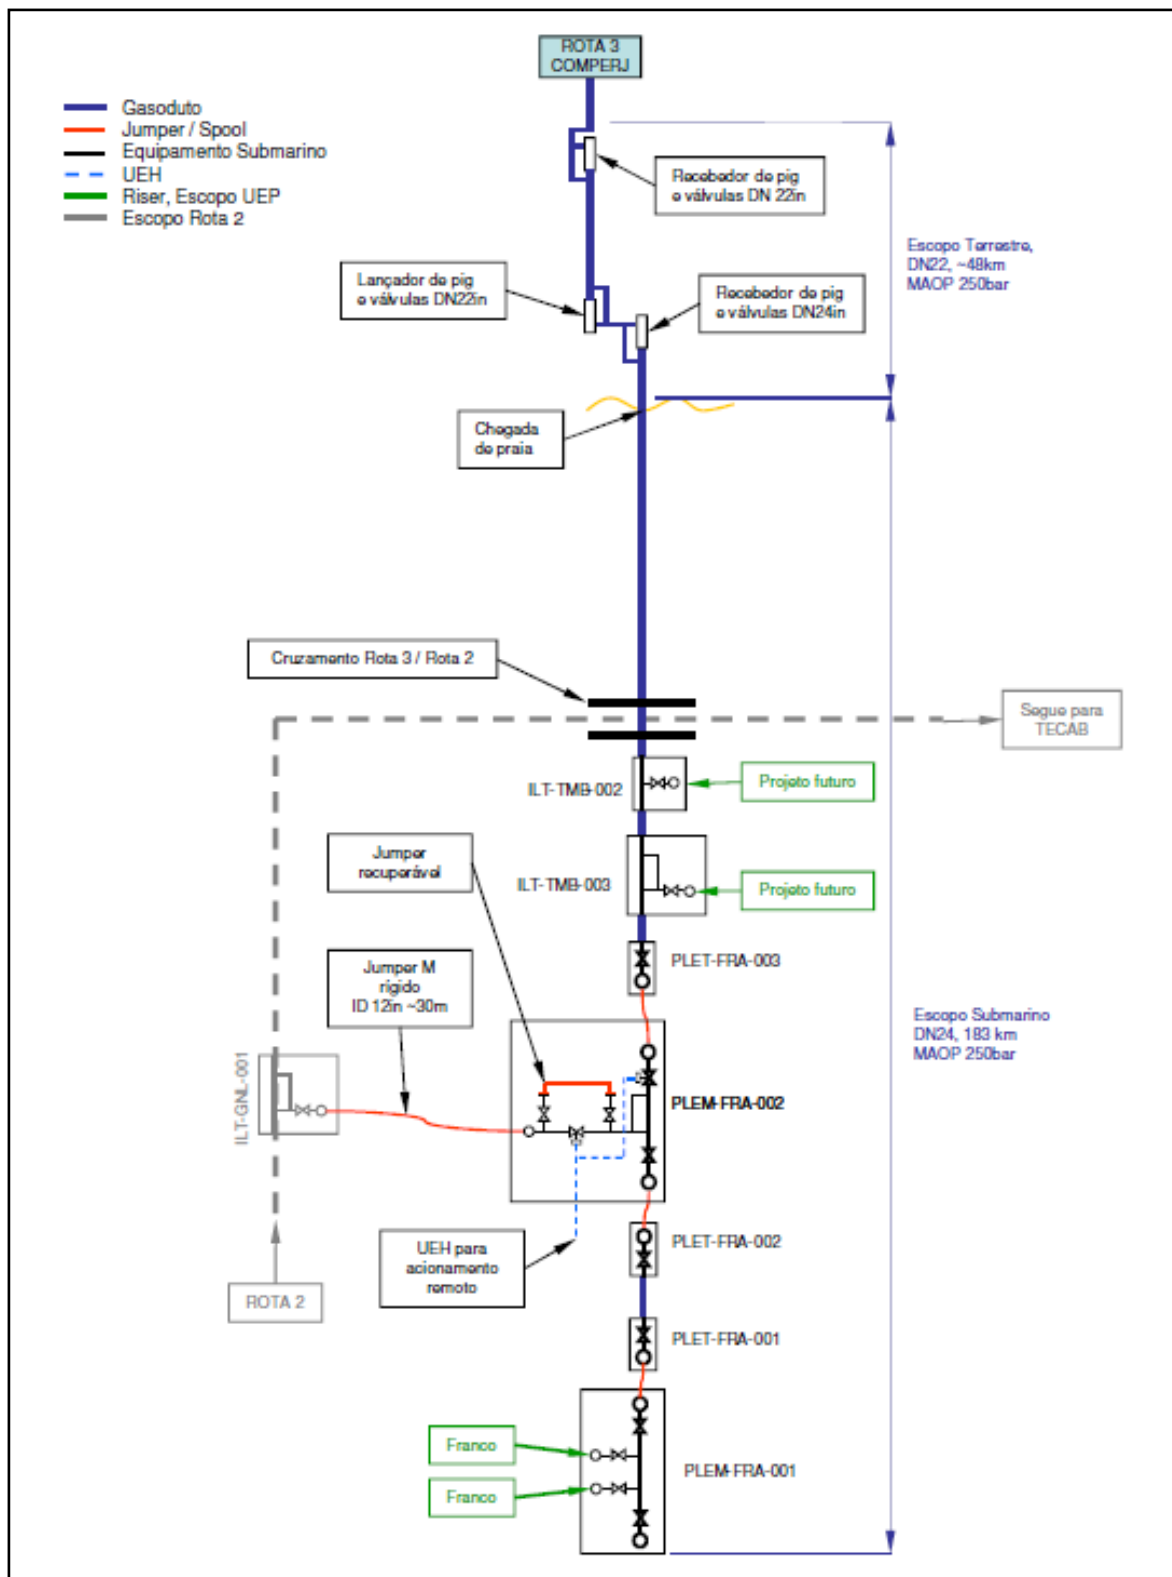 ROTA 3
COMPERJ
Gasoduto
Jumper / Spool
Equipamento Submarino
UEH
Riser, Escopo UEP
Escopo Rota 2
Recebedor de pig
e válvulas DN 22in
Escopo Terrestre,
DN22, ~48km
MAOP 250bar
Lançador de pig
e válvulas DN22in
Recebedor de pig
e válvulas DN24in
Chegada
de praia
Cruzamento Rota 3 / Rota 2
Segue para
TECAB
ILT-TMB-002
Projeto futuro
Jumper
recuperável
ILT-TMB-003
Projeto futuro
PLET-FRA-003
Jumper M
rígido
ID 12in ~30m
Escopo Submarino
DN24, 183 km
MAOP 250bar
ILT-GNL-001
PLEM-FRA-002
UEH para
acionamento
remoto
PLET-FRA-002
ROTA 2
PLET-FRA-001
Franco
PLEM-FRA-001
Franco